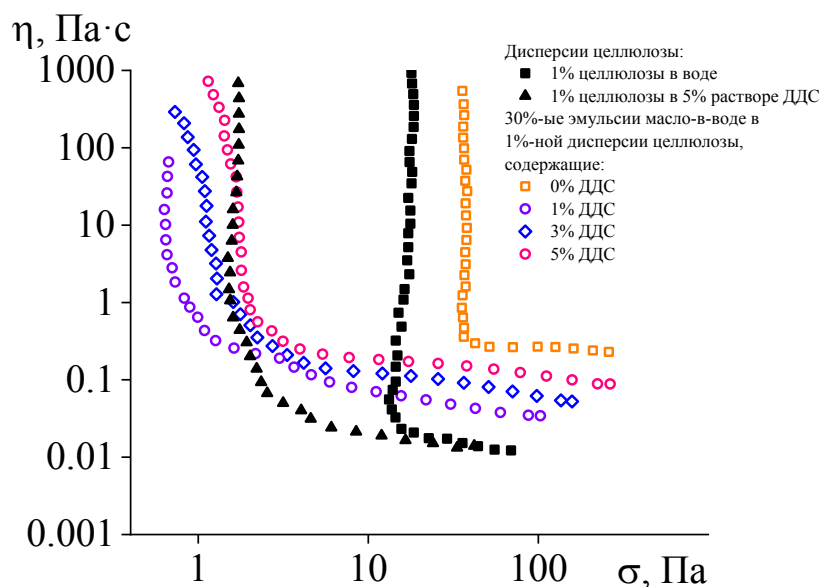 η, Па·с
1000
100
10
1
0.1
0.01
0.001
1
10
100
σ, Па
Дисперсии целлюлозы:
1% целлюлозы в воде
1% целлюлозы в 5% растворе ДДС
30%-ые эмульсии масло-в-воде в
1%-ной дисперсии целлюлозы,
содержащие:
0% ДДС
1% ДДС
3% ДДС
5% ДДС